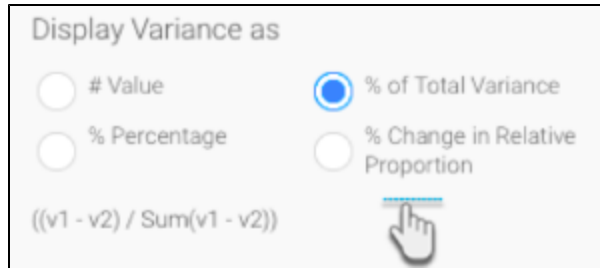 Display Variance as
# Value
% of Total Variance
% Percentage
% Change in Relative
Proportion
((v1 - v2) / Sum(v1 - v2))